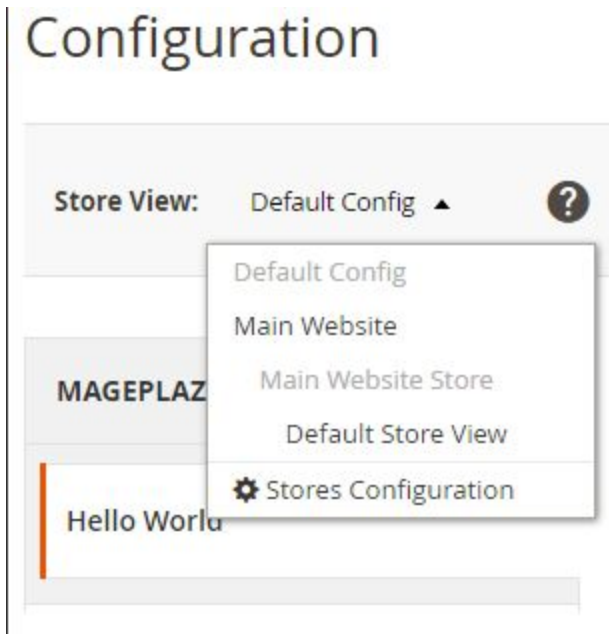 Configuration
Store View: Default Config
Default Config
Main Website
Main Website Store
Default Store View
Stores Configuration
MAGEPLAZ
Hello World